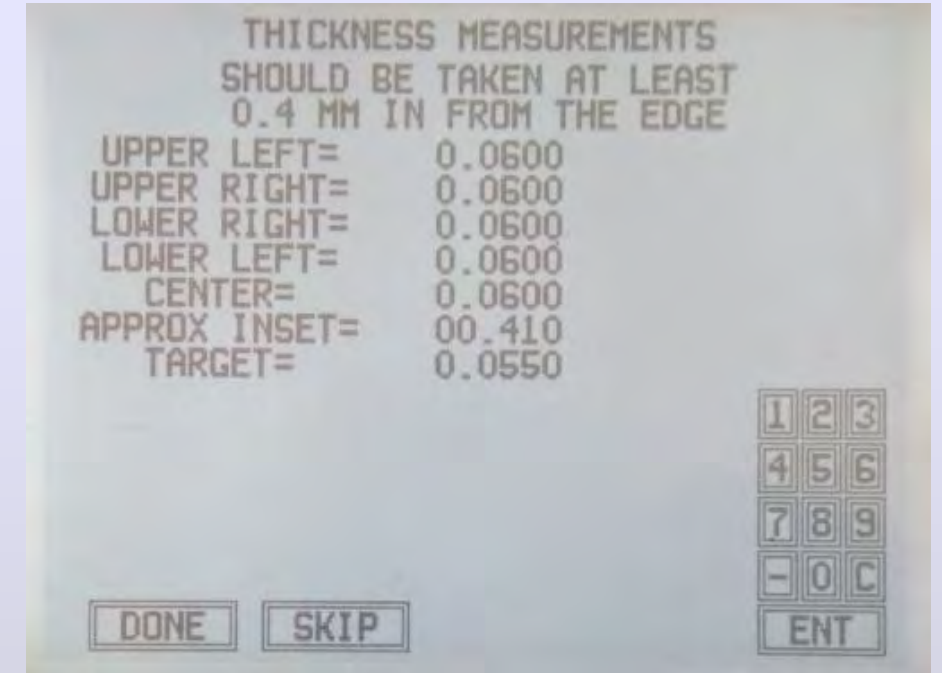 THICKNESS MEASUREMENTS
SHOULD BE TAKEN AT LEAST
0.4 MM IN FROM THE EDGE
UPPER LEFT= 0.0600
UPPER RIGHT= 0.0600
LOWER RIGHT= 0.0600
LOWER LEFT= 0.0600
CENTER= 0.0600
APPROX INSET= 00.410
TARGET= 0.0550
1 2 3
4 5 6
7 8 9
- 0 C
DONE SKIP ENT